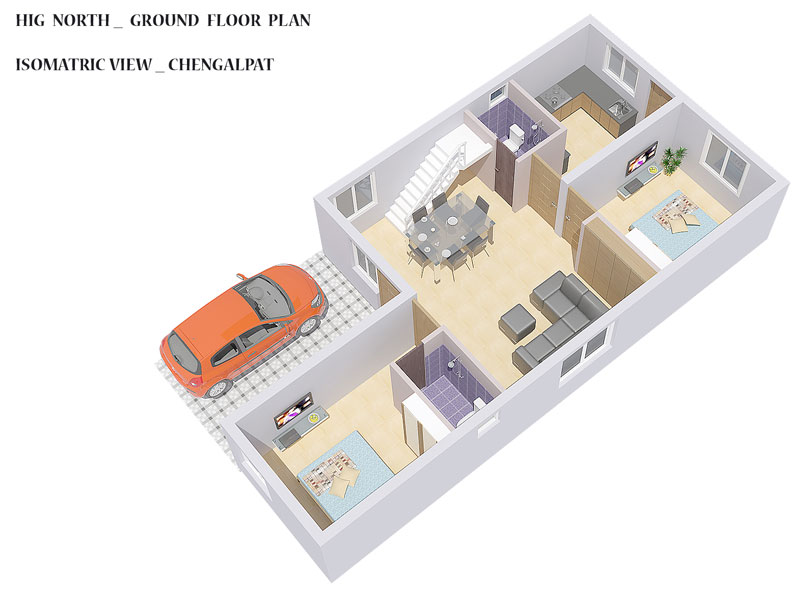 HIG NORTH _ GROUND FLOOR PLAN
ISOMATRIC VIEW _ CHENGALPAT